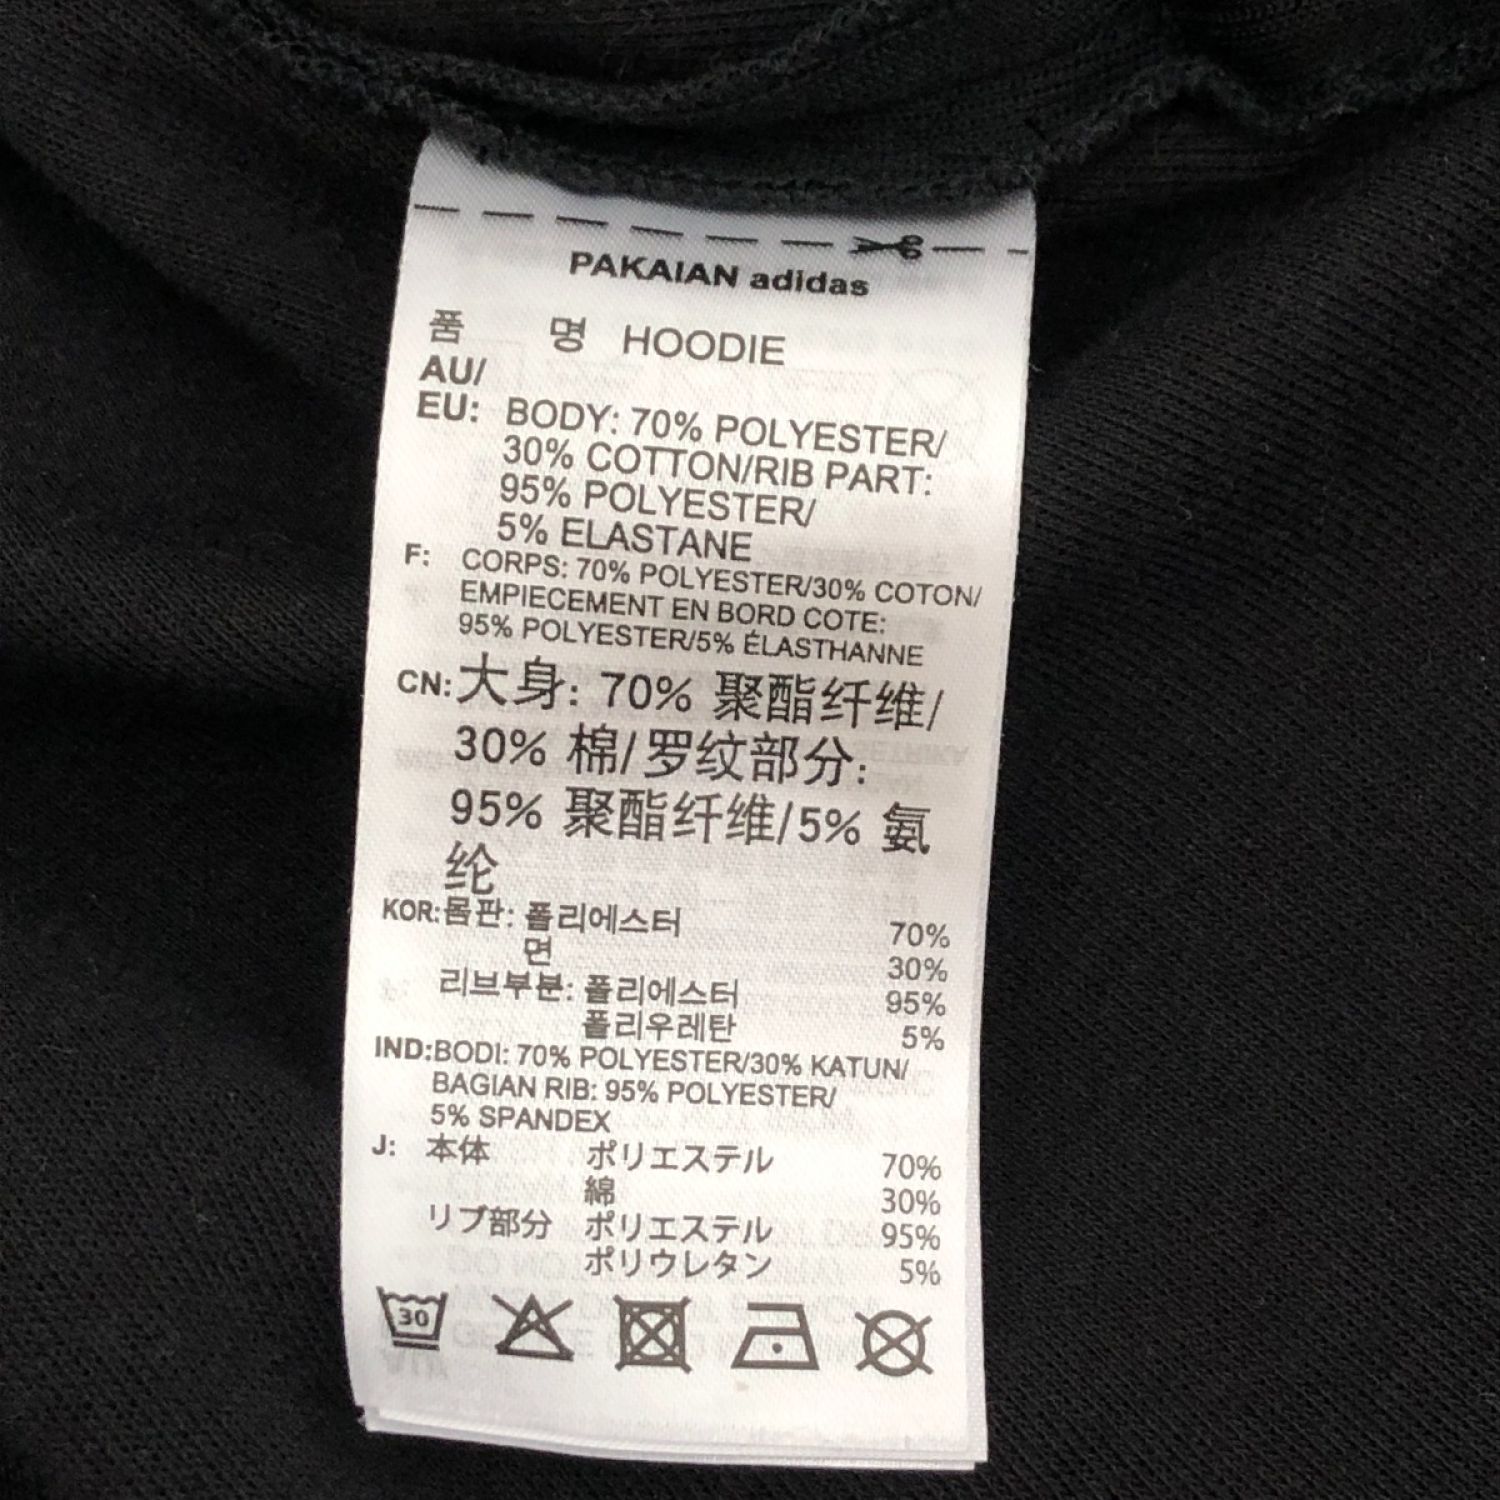 PAKAIAN adidas
품 명 HOODIE
AU/
EU: BODY: 70% POLYESTER/
30% COTTON/RIB PART:
95% POLYESTER/
5% ELASTANE
F: CORPS: 70% POLYESTER/30% COTON/
EMPIECEMENT EN BORD COTE:
95% POLYESTER/5% ÉLASTHANNE
CN: 大身: 70% 聚酯纤维/
30% 棉/罗纹部分:
95% 聚酯纤维/5% 氨
纶
KOR: 몸판: 폴리에스터 70%
면 30%
리브부분: 폴리에스터 95%
폴리우레탄 5%
IND: BODI: 70% POLYESTER/30% KATUN/
BAGIAN RIB: 95% POLYESTER/
5% SPANDEX
J: 本体 ポリエステル 70%
綿 30%
リブ部分 ポリエステル 95%
ポリウレタン 5%
30